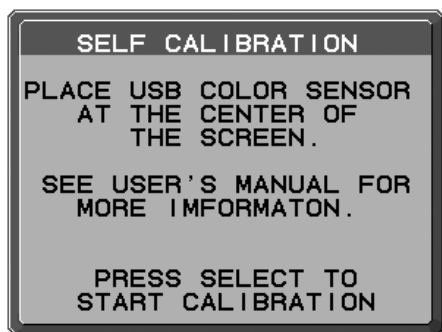 SELF CALIBRATION
PLACE USB COLOR SENSOR
AT THE CENTER OF
THE SCREEN.
SEE USER'S MANUAL FOR
MORE IMFORMATON.
PRESS SELECT TO
START CALIBRATION